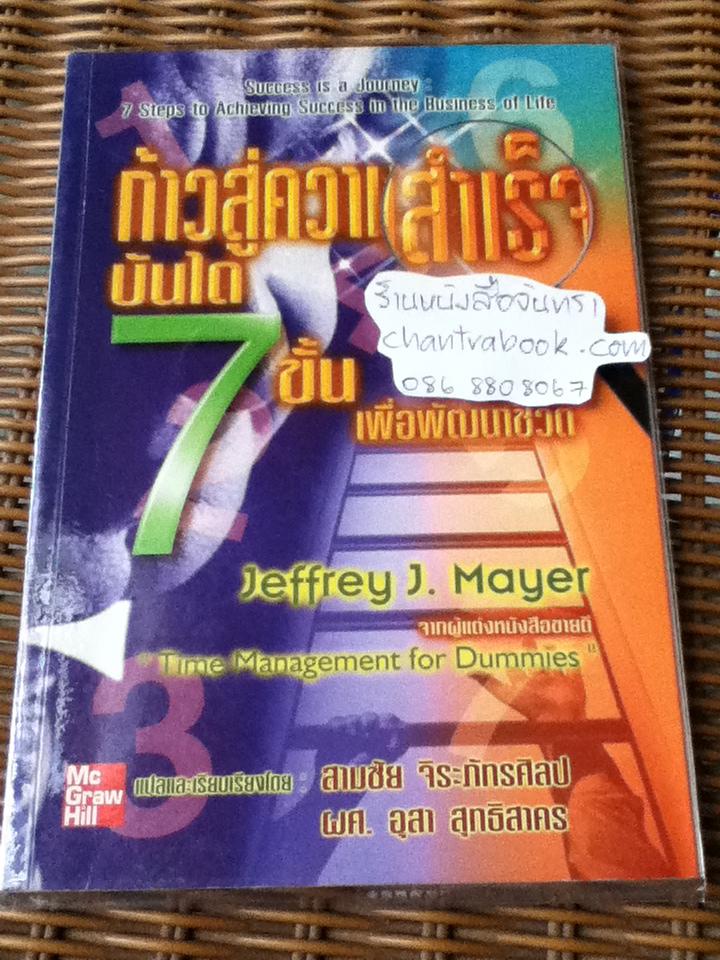 Success is a Journey :
7 Steps to Achieving Success in the Business of Life
ก้าวสู่ความสำเร็จ
บันได
7
ขั้น
เพื่อพัฒนาชีวิต
ร้านหนังสือจันทรา
chantrabook.com
086 8808067
Jeffrey J. Mayer
จากผู้แต่งหนังสือขายดี
"Time Management for Dummies"
Mc
Graw
Hill
แปลและเรียบเรียงโดย : สามชัย จิระภัทรศิลป
ผศ. อุสา สุทธิสาคร
1
2
3
6